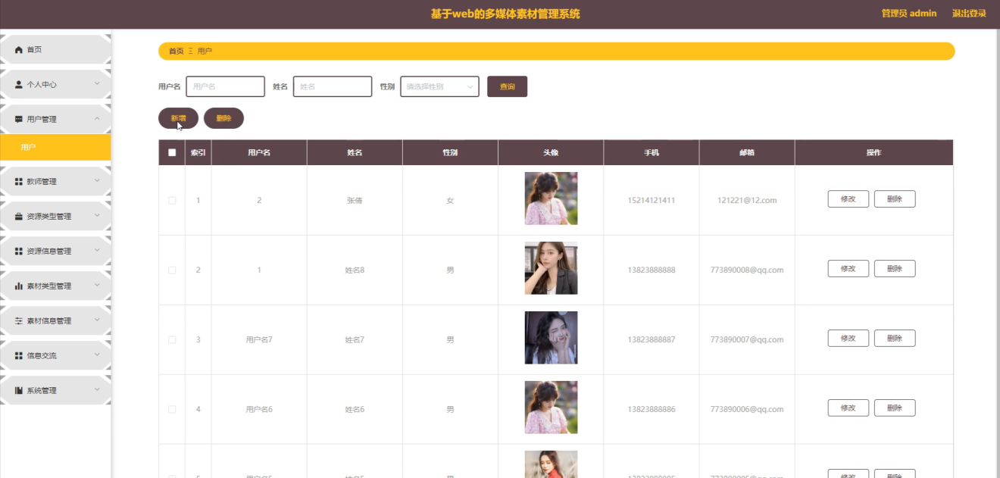 基于web的多媒体素材管理系统
管理员 admin 退出登录
首页
个人中心
用户管理
用户
教师管理
资源类型管理
资源信息管理
素材类型管理
素材信息管理
信息交流
系统管理
首页 Ξ 用户
用户名 用户名 姓名 姓名 性别 请选择性别 查询
新增 删除
索引 用户名 姓名 性别 头像 手机 邮箱 操作
1 2 张倩 女 15214121411 121221@12.com 修改 删除
2 1 姓名8 男 13823888888 773890008@qq.com 修改 删除
3 用户名7 姓名7 男 13823888887 773890007@qq.com 修改 删除
4 用户名6 姓名6 男 13823888886 773890006@qq.com 修改 删除
5 用户名5 姓名5 男 13823888885 773890005@qq.com 修改 删除